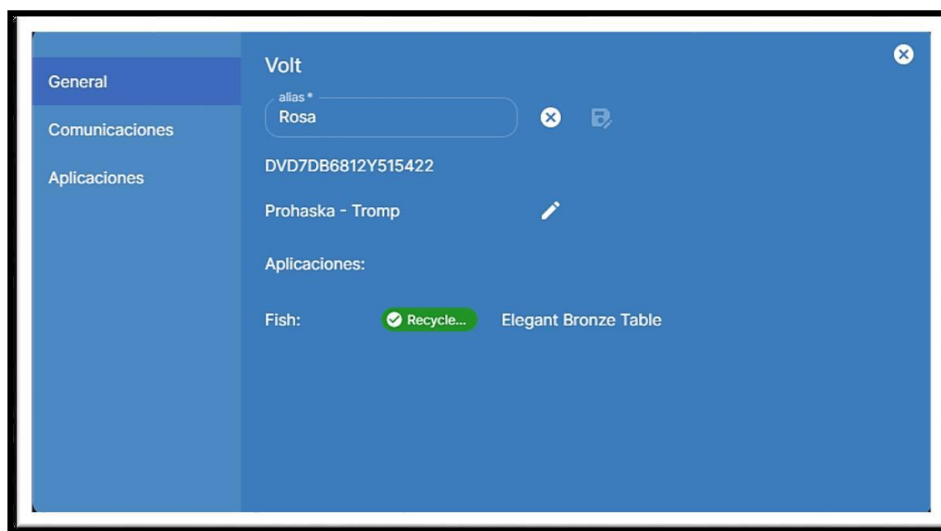 General
Comunicaciones
Aplicaciones
Volt
alias *
Rosa
DVD7DB6812Y515422
Prohaska - Tromp
Aplicaciones:
Fish: Recycle... Elegant Bronze Table